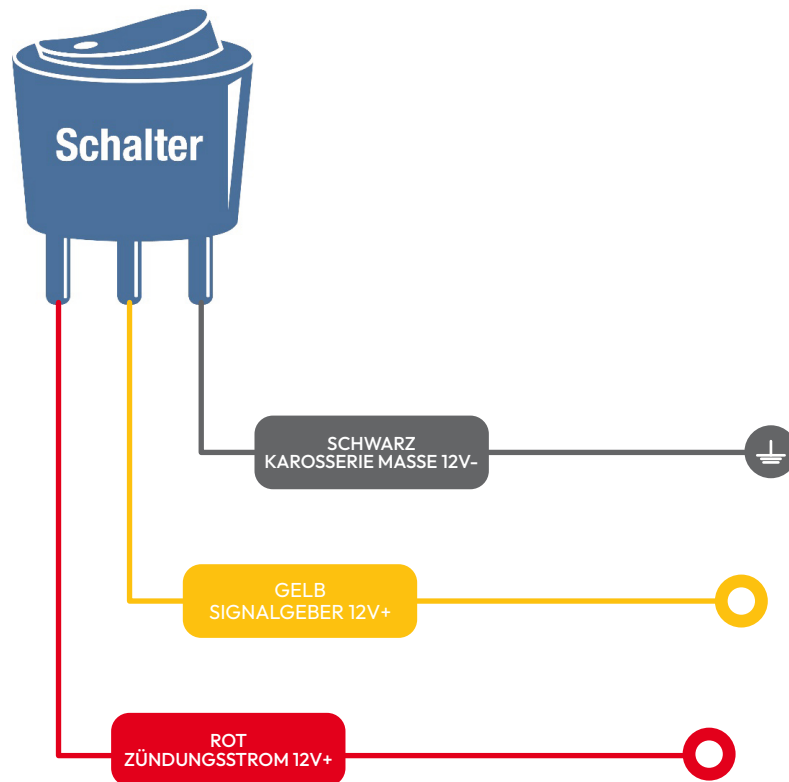 Schalter
SCHWARZ
KAROSSERIE MASSE 12V-
GELB
SIGNALGEBER 12V+
ROT
ZÜNDUNGSSTROM 12V+